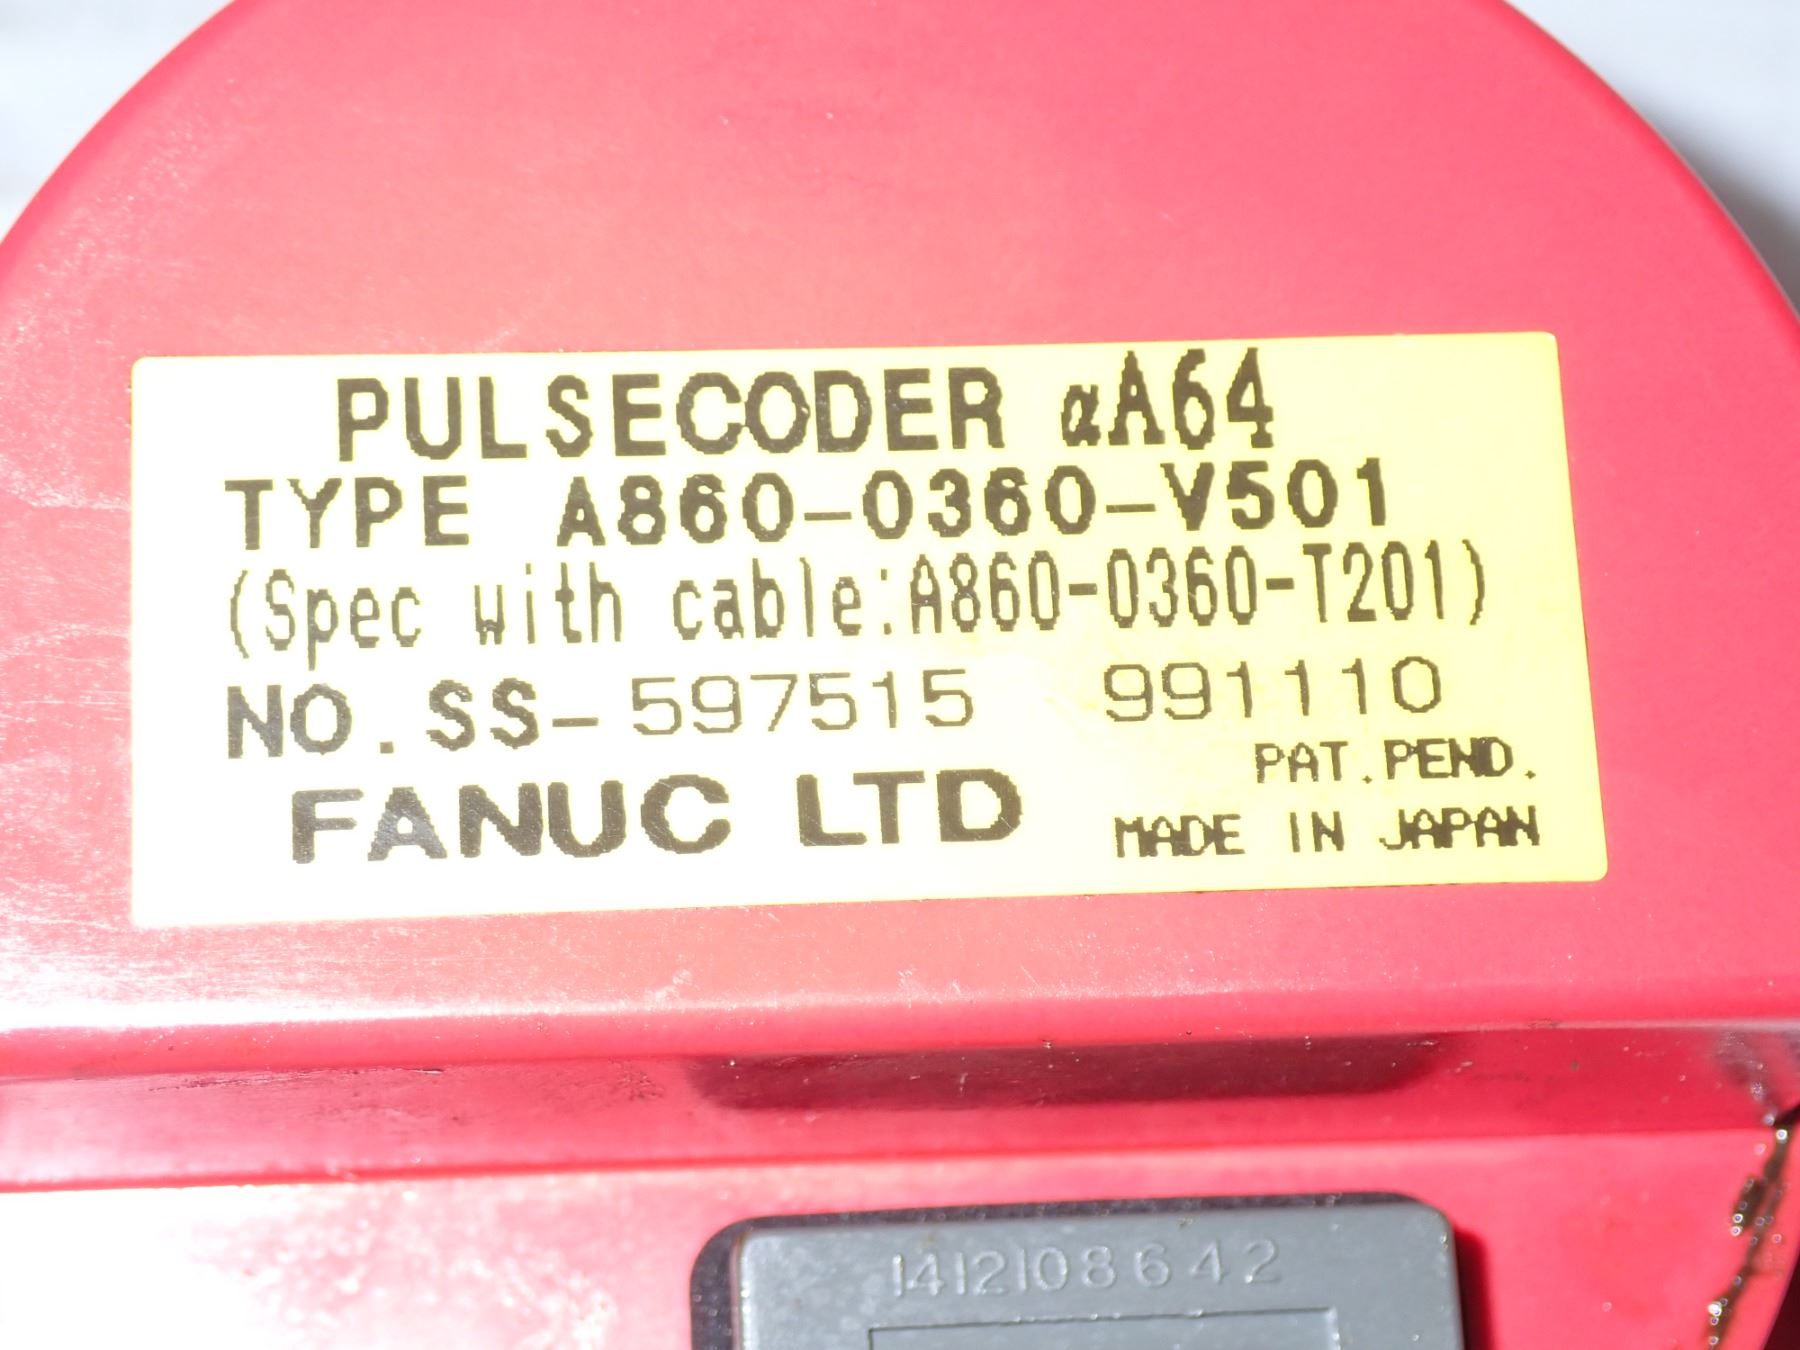 PULSECODER αA64
TYPE A860-0360-V501
(Spec with cable:A860-0360-T201)
NO.SS-597515 991110
PAT.PEND.
FANUC LTD MADE IN JAPAN
1412108642